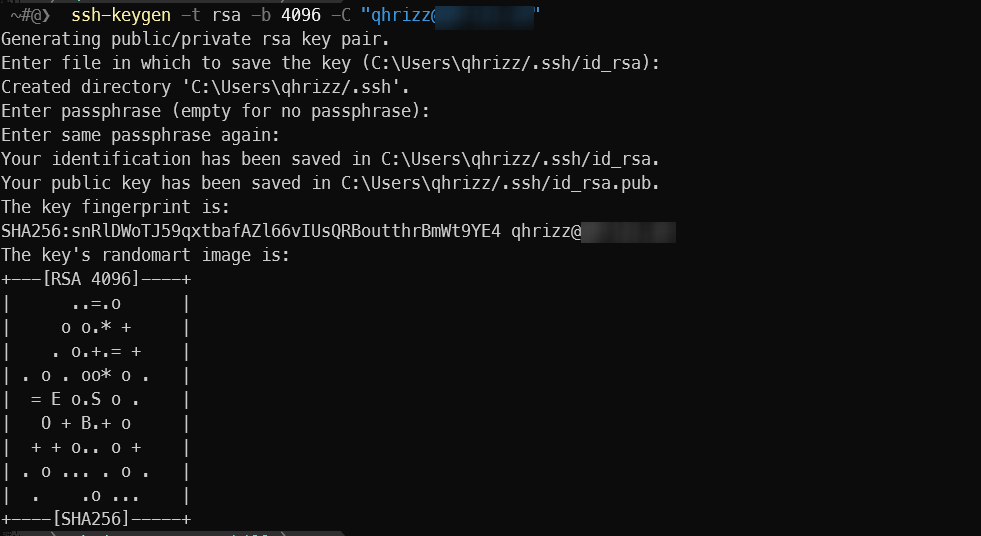 ~#@❯ ssh-keygen -t rsa -b 4096 -C "qhrizz@"
Generating public/private rsa key pair.
Enter file in which to save the key (C:\Users\qhrizz/.ssh/id_rsa):
Created directory 'C:\Users\qhrizz/.ssh'.
Enter passphrase (empty for no passphrase):
Enter same passphrase again:
Your identification has been saved in C:\Users\qhrizz/.ssh/id_rsa.
Your public key has been saved in C:\Users\qhrizz/.ssh/id_rsa.pub.
The key fingerprint is:
SHA256:snRlDWoTJ59qxtbafAZl66vIUsQRBoutthrBmWt9YE4 qhrizz@
The key's randomart image is:
+---[RSA 4096]----+
|      ..=.o      |
|     o o.* +     |
|    . o.+.= +    |
| . o . oo* o .   |
|  = E o.S o .    |
|   O + B.+ o     |
|  + + o.. o +    |
| . o ... . o .   |
|  .    .o ...    |
+----[SHA256]-----+